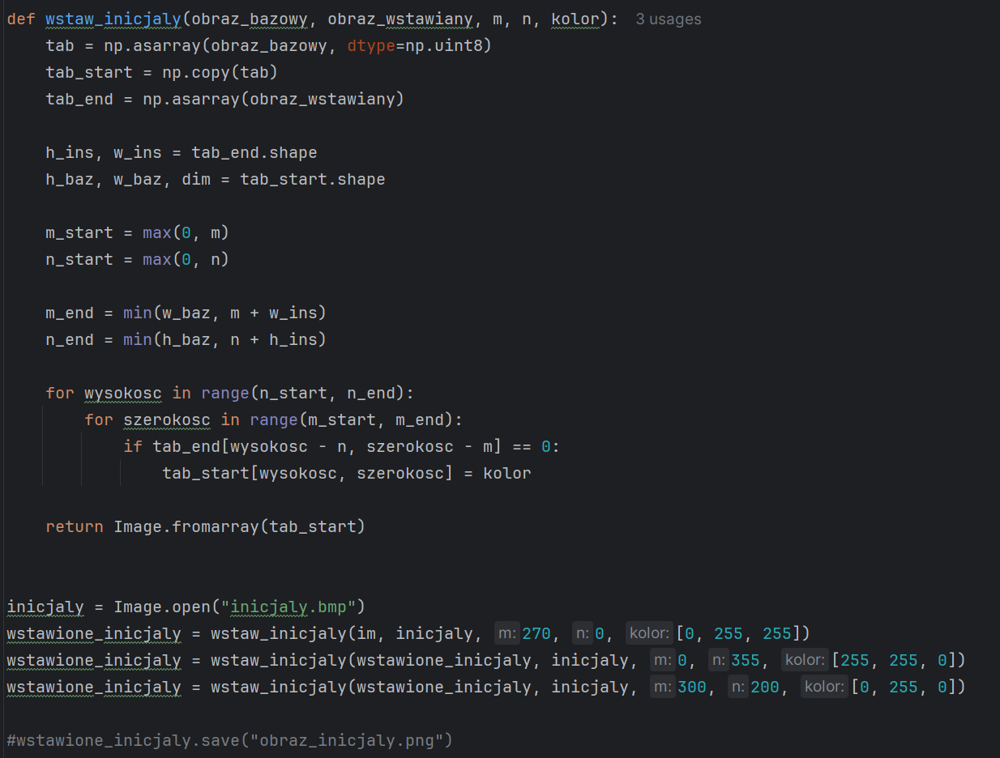 def wstaw_inicjaly(obraz_bazowy, obraz_wstawiany, m, n, kolor): 3 usages
    tab = np.asarray(obraz_bazowy, dtype=np.uint8)
    tab_start = np.copy(tab)
    tab_end = np.asarray(obraz_wstawiany)

    h_ins, w_ins = tab_end.shape
    h_baz, w_baz, dim = tab_start.shape

    m_start = max(0, m)
    n_start = max(0, n)

    m_end = min(w_baz, m + w_ins)
    n_end = min(h_baz, n + h_ins)

    for wysokosc in range(n_start, n_end):
        for szerokosc in range(m_start, m_end):
            if tab_end[wysokosc - n, szerokosc - m] == 0:
                tab_start[wysokosc, szerokosc] = kolor

    return Image.fromarray(tab_start)


inicjaly = Image.open("inicjaly.bmp")
wstawione_inicjaly = wstaw_inicjaly(im, inicjaly, m: 270, n: 0, kolor: [0, 255, 255])
wstawione_inicjaly = wstaw_inicjaly(wstawione_inicjaly, inicjaly, m: 0, n: 355, kolor: [255, 255, 0])
wstawione_inicjaly = wstaw_inicjaly(wstawione_inicjaly, inicjaly, m: 300, n: 200, kolor: [0, 255, 0])

#wstawione_inicjaly.save("obraz_inicjaly.png")